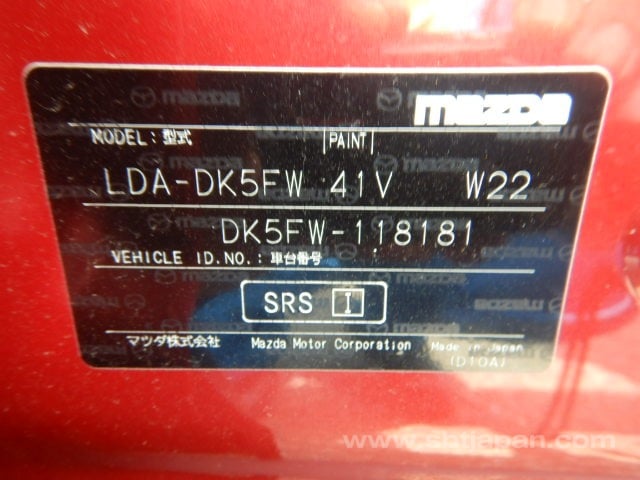 mazda
MODEL : 型式 PAINT
LDA-DK5FW 41V W22
DK5FW-118181
VEHICLE ID.NO. : 車台番号
SRS I
マツダ株式会社 Mazda Motor Corporation Made in Japan
(D10A)
www.sbtjapan.com